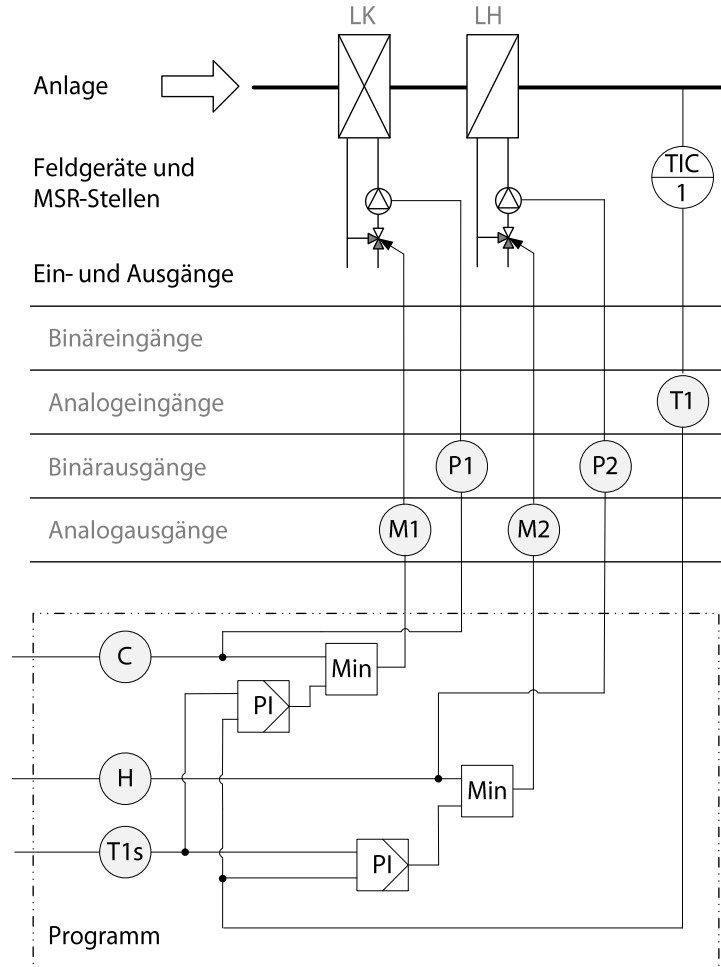 LK
LH
Anlage
Feldgeräte und
MSR-Stellen
TIC
1
Ein- und Ausgänge
Binäreingänge
Analogeingänge
T1
Binärausgänge
P1
P2
Analogausgänge
M1
M2
C
Min
PI
H
Min
T1s
PI
Programm